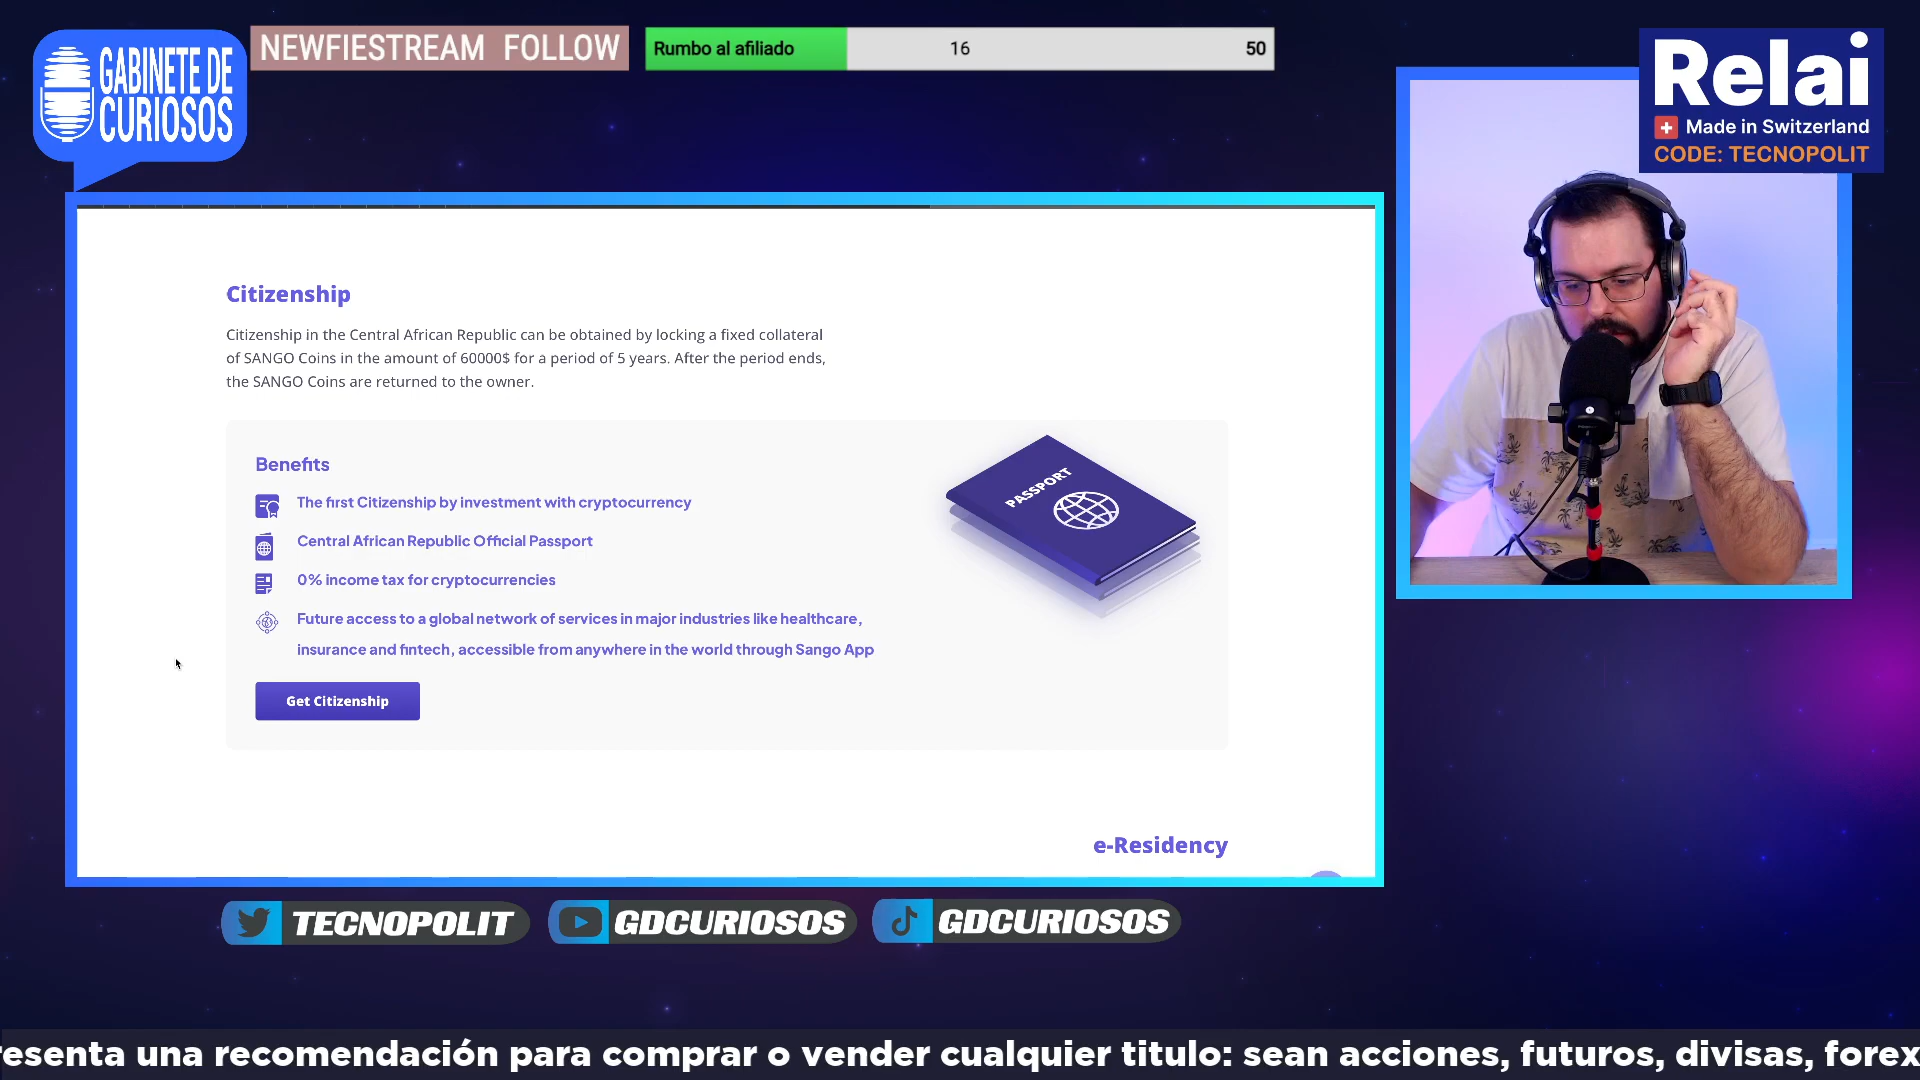 GABINETE DE
CURIOSOS
NEWFIESTREAM FOLLOW
Rumbo al afiliado 16 50
Relai
Made in Switzerland
CODE: TECNOPOLIT
Citizenship
Citizenship in the Central African Republic can be obtained by locking a fixed collateral
of SANGO Coins in the amount of 60000$ for a period of 5 years. After the period ends,
the SANGO Coins are returned to the owner.
Benefits
The first Citizenship by investment with cryptocurrency
Central African Republic Official Passport
0% income tax for cryptocurrencies
Future access to a global network of services in major industries like healthcare,
insurance and fintech, accessible from anywhere in the world through Sango App
PASSPORT
Get Citizenship
e-Residency
TECNOPOLIT
GDCURIOSOS
GDCURIOSOS
resenta una recomendación para comprar o vender cualquier titulo: sean acciones, futuros, divisas, forex